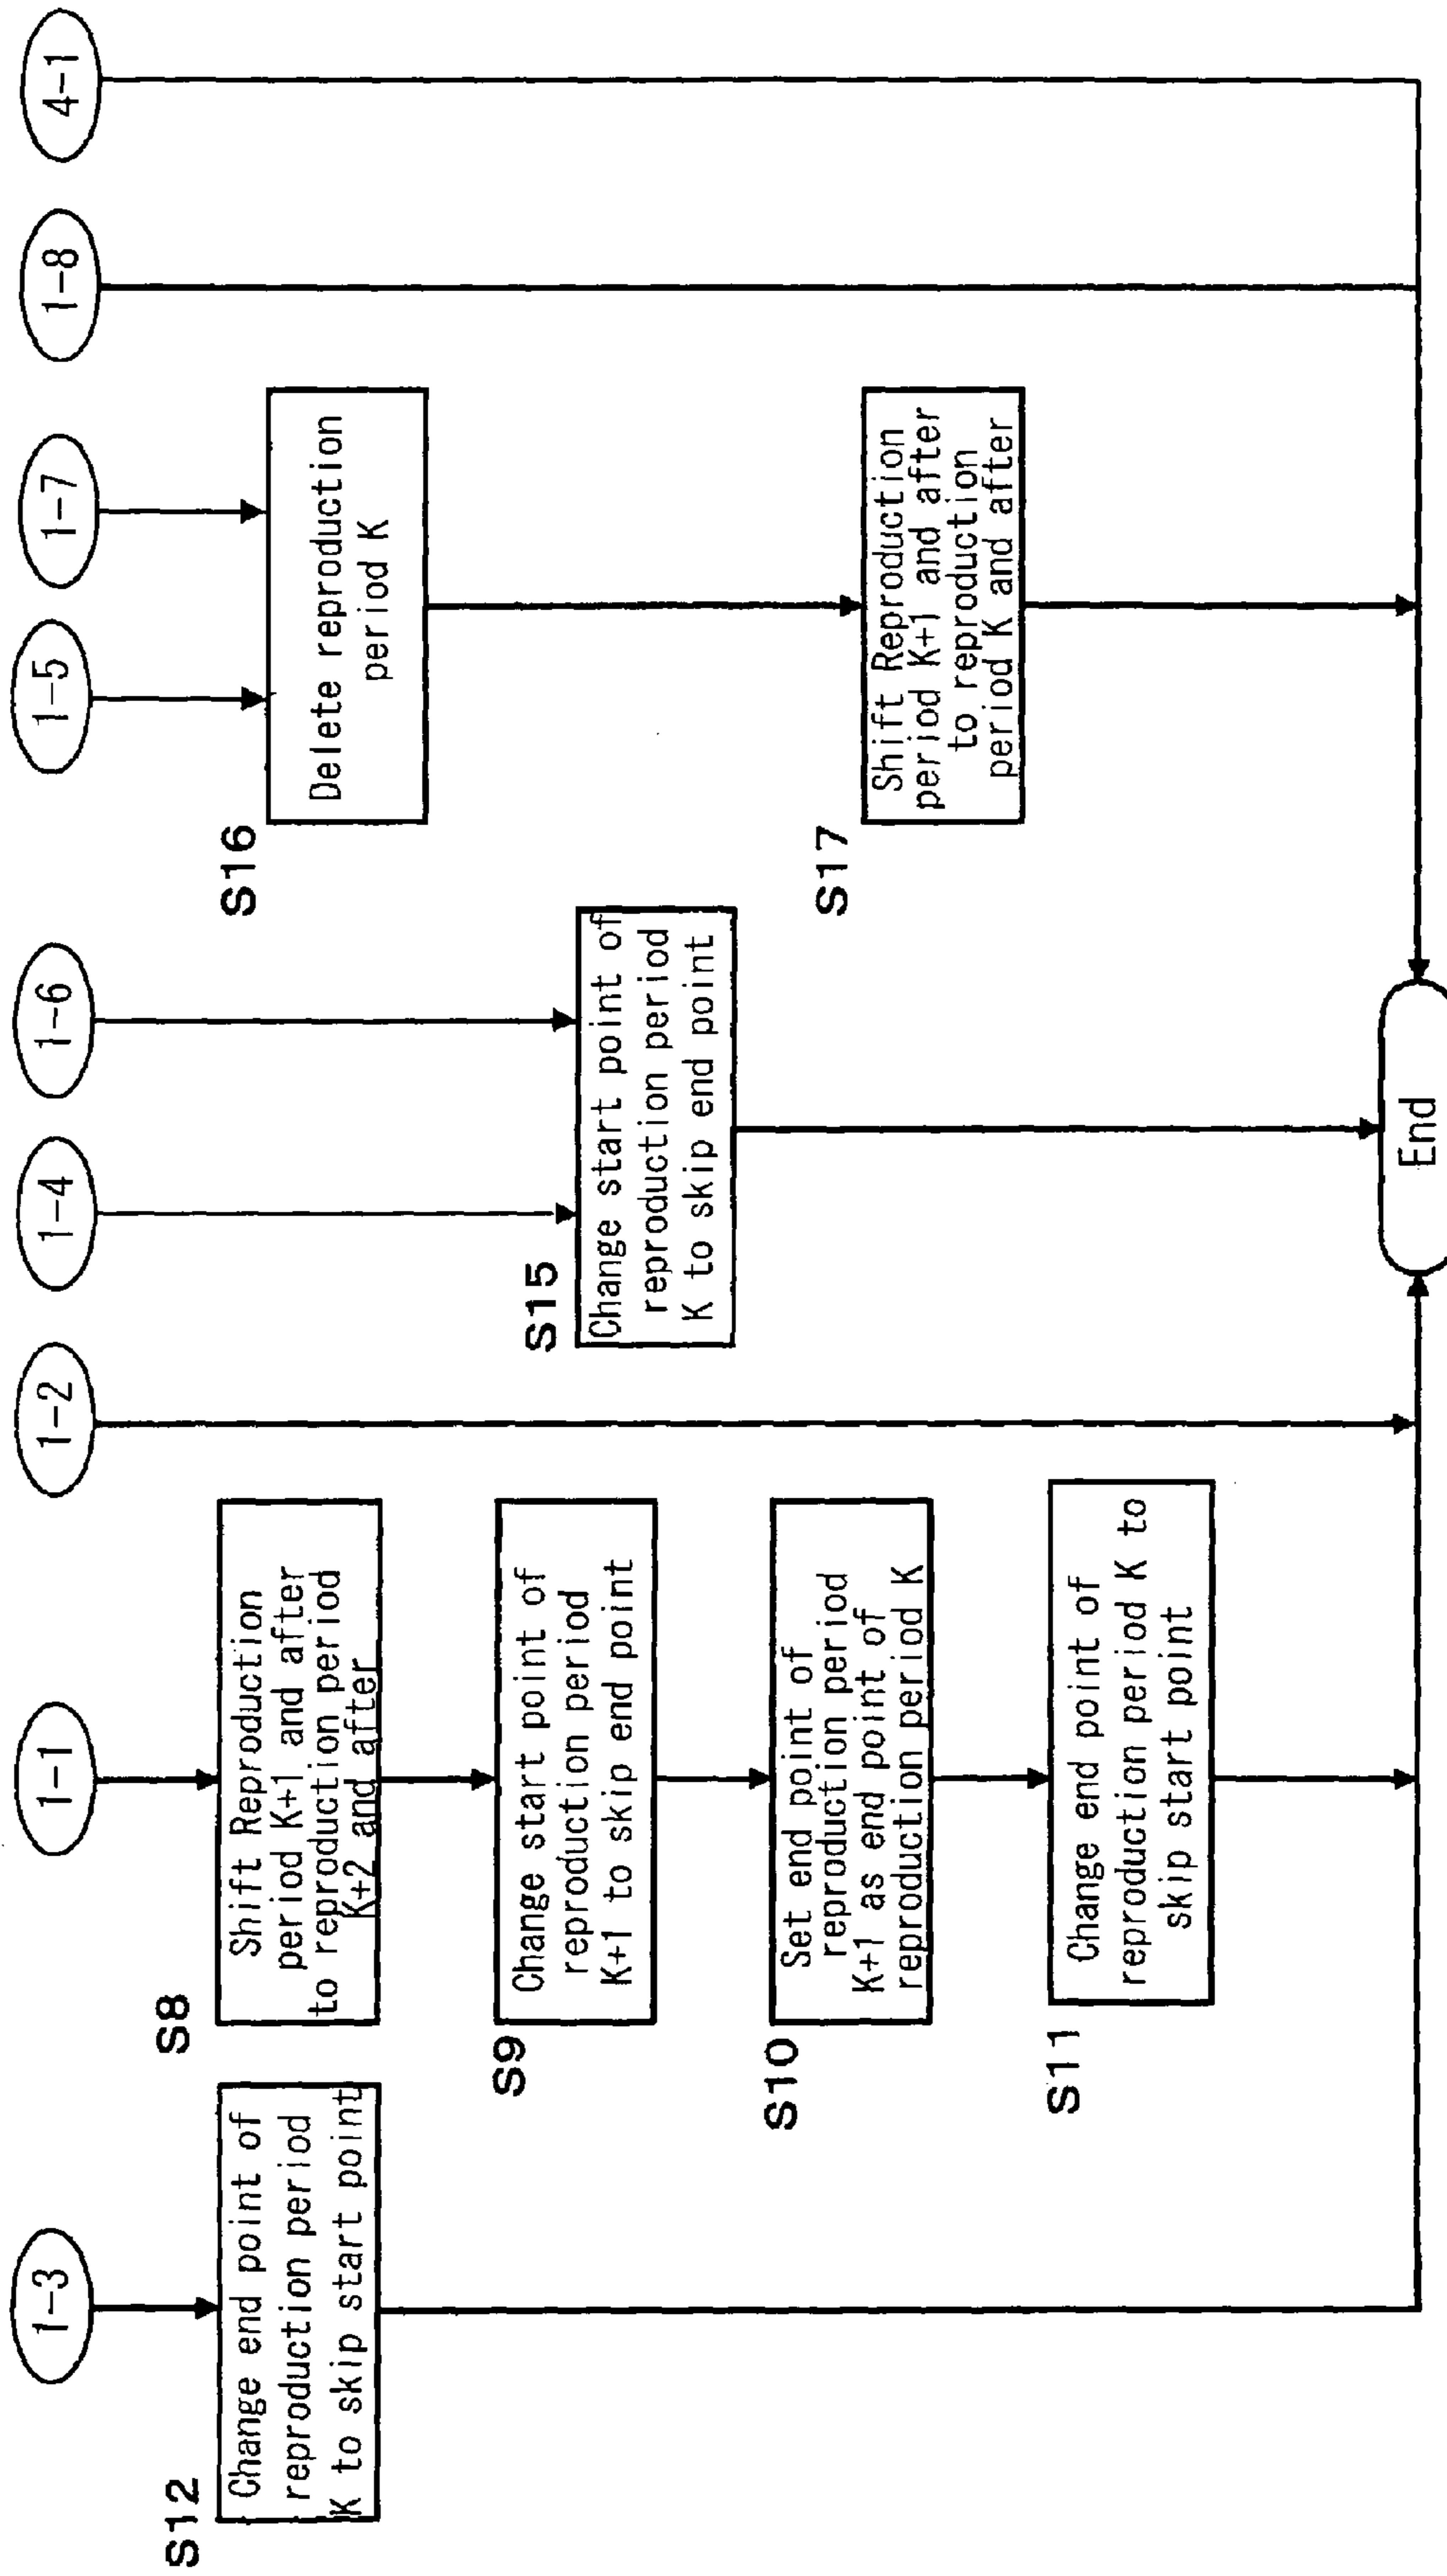 1-3
1-1
1-2
1-4
1-6
1-5
1-7
1-8
4-1
S12
Change end point of
reproduction period
K to skip start point
S8
Shift Reproduction
period K+1 and after
to reproduction period
K+2 and after
S9
Change start point of
reproduction period
K+1 to skip end point
S10
Set end point of
reproduction period
K+1 as end point of
reproduction period K
S11
Change end point of
reproduction period K to
skip start point
S15
Change start point of
reproduction period
K to skip end point
S16
Delete reproduction
period K
S17
Shift Reproduction
period K+1 and after
to reproduction
period K and after
End